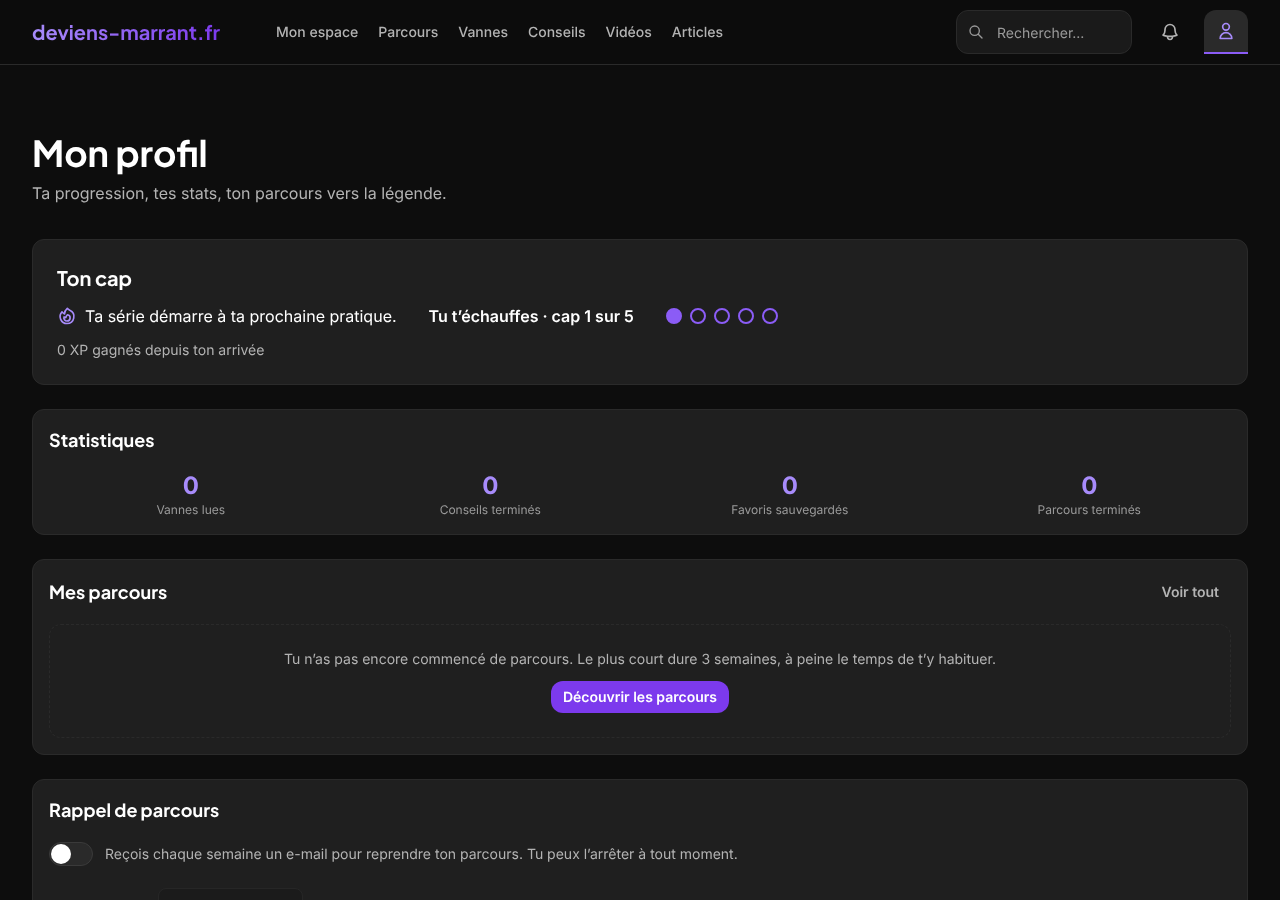 deviens-marrant.fr
Mon espace
Parcours
Vannes
Conseils
Vidéos
Articles
Rechercher...
Mon profil
Ta progression, tes stats, ton parcours vers la légende.
Ton cap
Ta série démarre à ta prochaine pratique.
Tu t’échauffes · cap 1 sur 5
0 XP gagnés depuis ton arrivée
Statistiques
0
Vannes lues
0
Conseils terminés
0
Favoris sauvegardés
0
Parcours terminés
Mes parcours
Voir tout
Tu n’as pas encore commencé de parcours. Le plus court dure 3 semaines, à peine le temps de t’y habituer.
Découvrir les parcours
Rappel de parcours
Reçois chaque semaine un e-mail pour reprendre ton parcours. Tu peux l’arrêter à tout moment.